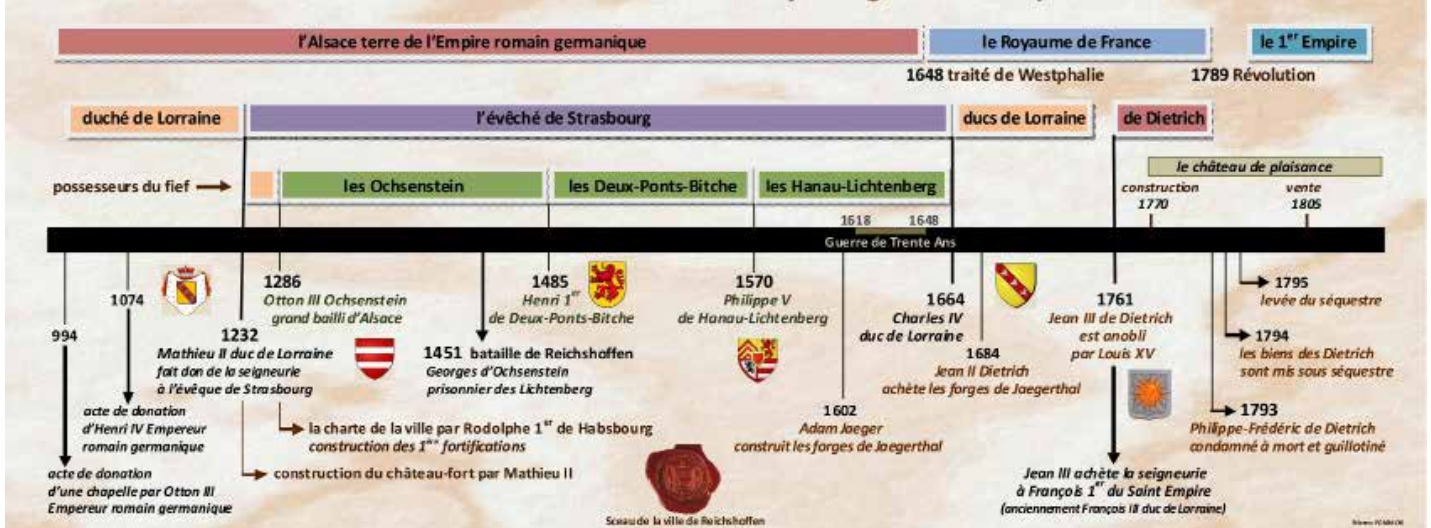 l'Alsace terre de l'Empire romain germanique
le Royaume de France
le 1er Empire
1648 traité de Westphalie
1789 Révolution
duché de Lorraine
l'évêché de Strasbourg
ducs de Lorraine
de Dietrich
possesseurs du fief
les Ochsenstein
les Deux-Ponts-Bitche
les Hanau-Lichtenberg
le château de plaisance
construction
1770
vente
1805
1618
1648
Guerre de Trente Ans
994
acte de donation
d'une chapelle par Otton III
Empereur romain germanique
1074
acte de donation
d'Henri IV Empereur
romain germanique
1232
Mathieu II duc de Lorraine
fait don de la seigneurie
à l'évêque de Strasbourg
construction du château-fort par Mathieu II
1286
Otton III Ochsenstein
grand bailli d'Alsace
la charte de la ville par Rodolphe 1er de Habsbourg
construction des 1ères fortifications
1451 bataille de Reichshoffen
Georges d'Ochsenstein
prisonnier des Lichtenberg
1485
Henri 1er
de Deux-Ponts-Bitche
1570
Philippe V
de Hanau-Lichtenberg
1602
Adam Jaeger
construit les forges de Jaegerthal
1664
Charles IV
duc de Lorraine
1684
Jean II Dietrich
achète les forges de Jaegerthal
1761
Jean III de Dietrich
est anobli
par Louis XV
Jean III achète la seigneurie
à François 1er du Saint Empire
(anciennement François III duc de Lorraine)
1795
levée du séquestre
1794
les biens des Dietrich
sont mis sous séquestre
1793
Philippe-Frédéric de Dietrich
condamné à mort et guillotiné
Sceau de la ville de Reichshoffen